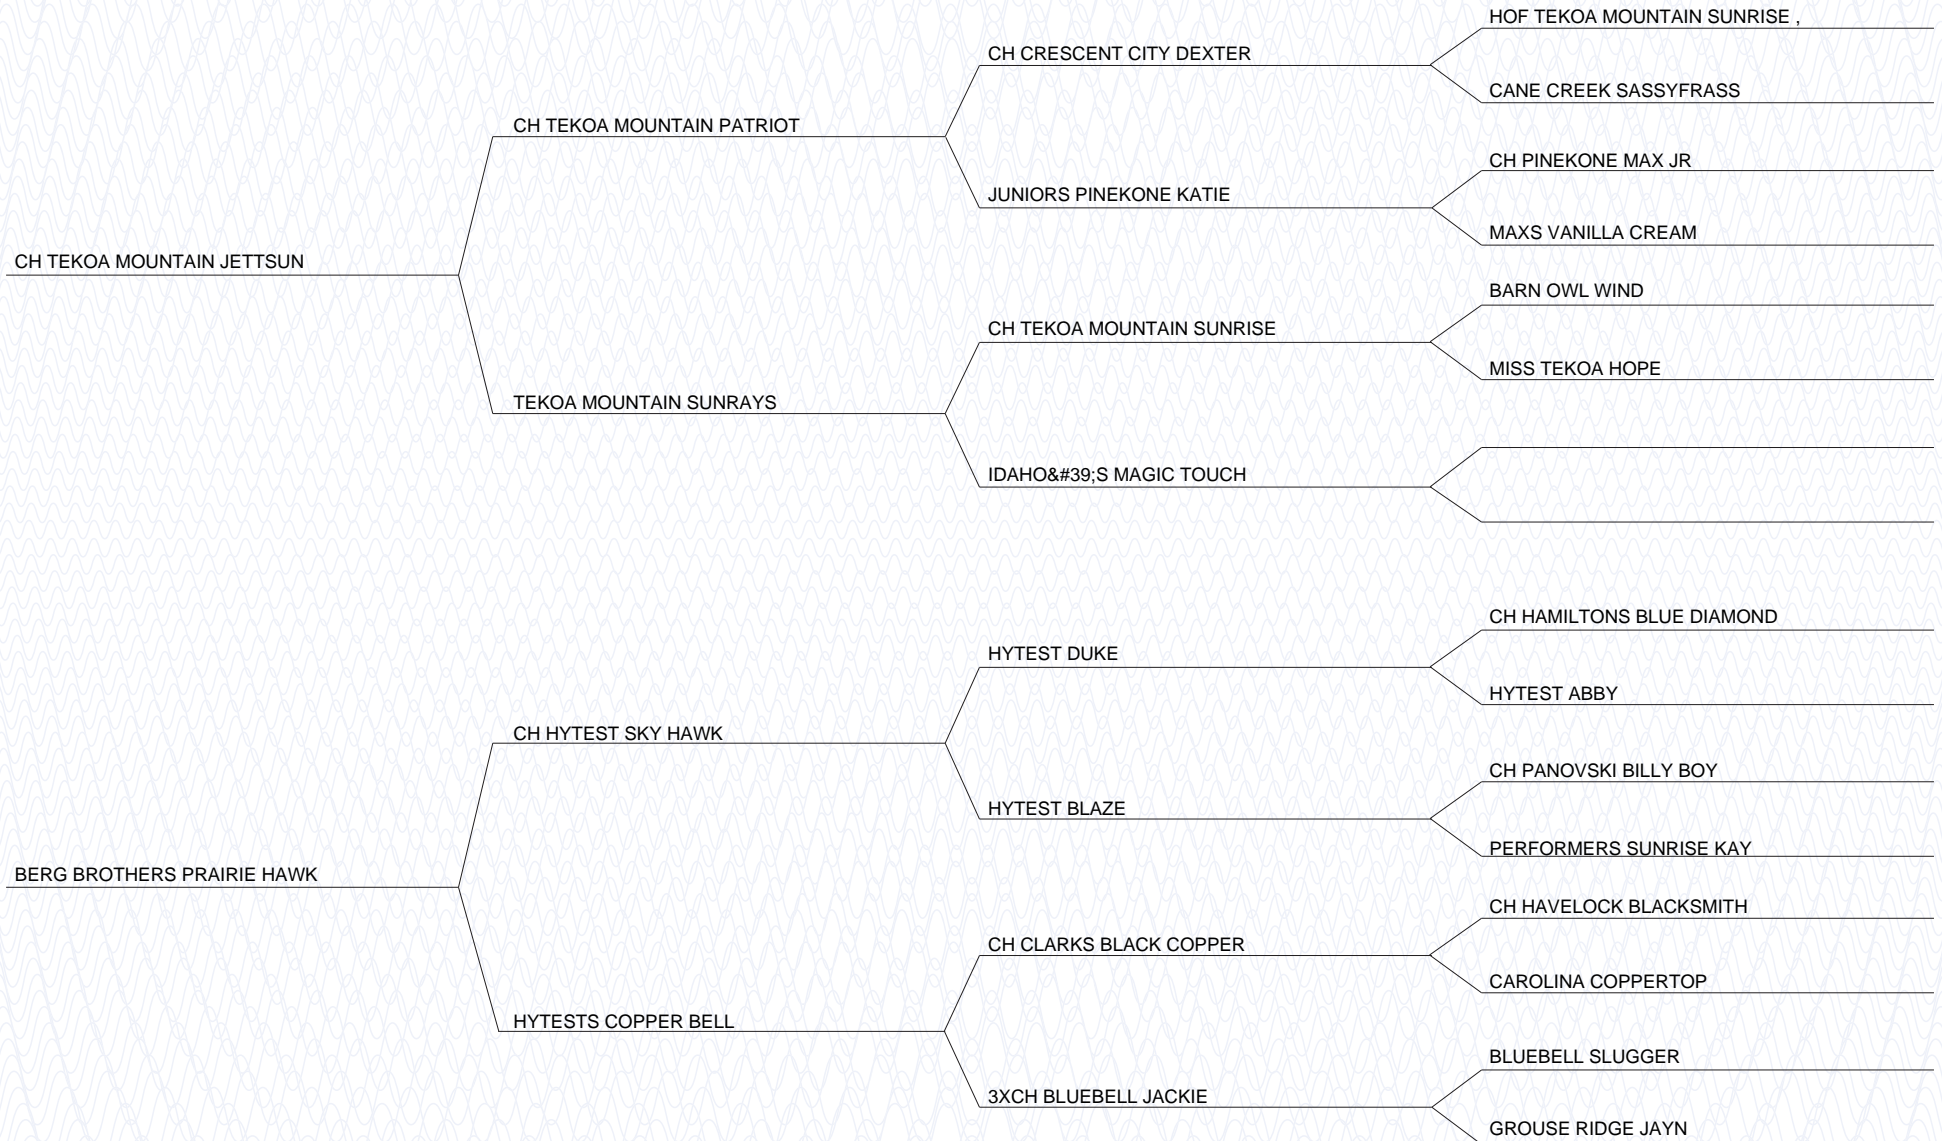 HOF TEKOA MOUNTAIN SUNRISE ,
CH CRESCENT CITY DEXTER
CANE CREEK SASSYFRASS
CH TEKOA MOUNTAIN PATRIOT
CH PINEKONE MAX JR
JUNIORS PINEKONE KATIE
MAXS VANILLA CREAM
CH TEKOA MOUNTAIN JETTSUN
BARN OWL WIND
CH TEKOA MOUNTAIN SUNRISE
MISS TEKOA HOPE
TEKOA MOUNTAIN SUNRAYS
IDAHO&#39;S MAGIC TOUCH
CH HAMILTONS BLUE DIAMOND
HYTEST DUKE
HYTEST ABBY
CH HYTEST SKY HAWK
CH PANOVSKI BILLY BOY
HYTEST BLAZE
PERFORMERS SUNRISE KAY
BERG BROTHERS PRAIRIE HAWK
CH HAVELOCK BLACKSMITH
CH CLARKS BLACK COPPER
CAROLINA COPPERTOP
HYTESTS COPPER BELL
BLUEBELL SLUGGER
3XCH BLUEBELL JACKIE
GROUSE RIDGE JAYN